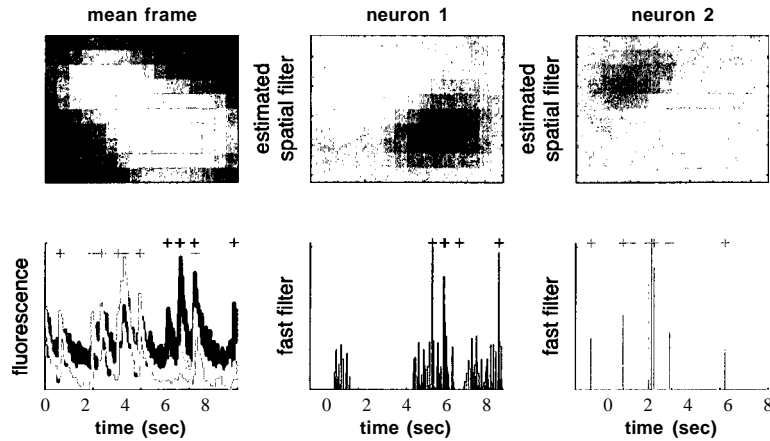 mean frame
neuron 1
neuron 2
estimated
spatial filter
estimated
spatial filter
fluorescence
fast filter
fast filter
0 2 4 6 8
0 2 4 6 8
0 2 4 6 8
time (sec)
time (sec)
time (sec)